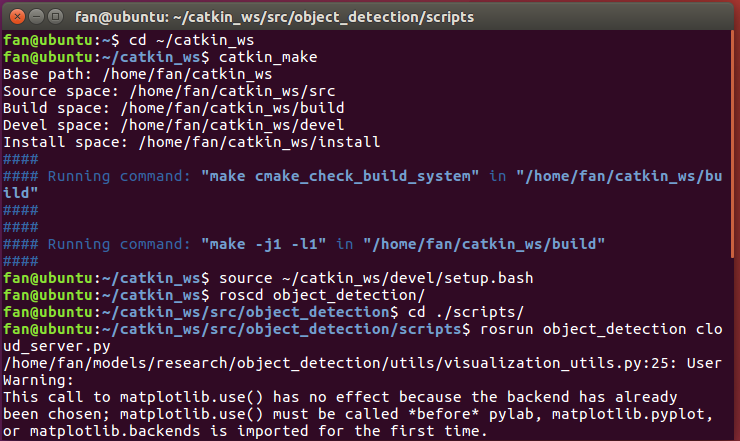 fan@ubuntu: ~/catkin_ws/src/object_detection/scripts
fan@ubuntu:~$ cd ~/catkin_ws
fan@ubuntu:~/catkin_ws$ catkin_make
Base path: /home/fan/catkin_ws
Source space: /home/fan/catkin_ws/src
Build space: /home/fan/catkin_ws/build
Devel space: /home/fan/catkin_ws/devel
Install space: /home/fan/catkin_ws/install
####
#### Running command: "make cmake_check_build_system" in "/home/fan/catkin_ws/bu
ild"
####
####
#### Running command: "make -j1 -l1" in "/home/fan/catkin_ws/build"
####
fan@ubuntu:~/catkin_ws$ source ~/catkin_ws/devel/setup.bash
fan@ubuntu:~/catkin_ws$ roscd object_detection/
fan@ubuntu:~/catkin_ws/src/object_detection$ cd ./scripts/
fan@ubuntu:~/catkin_ws/src/object_detection/scripts$ rosrun object_detection clo
ud_server.py
/home/fan/models/research/object_detection/utils/visualization_utils.py:25: User
Warning:
This call to matplotlib.use() has no effect because the backend has already
been chosen; matplotlib.use() must be called *before* pylab, matplotlib.pyplot,
or matplotlib.backends is imported for the first time.